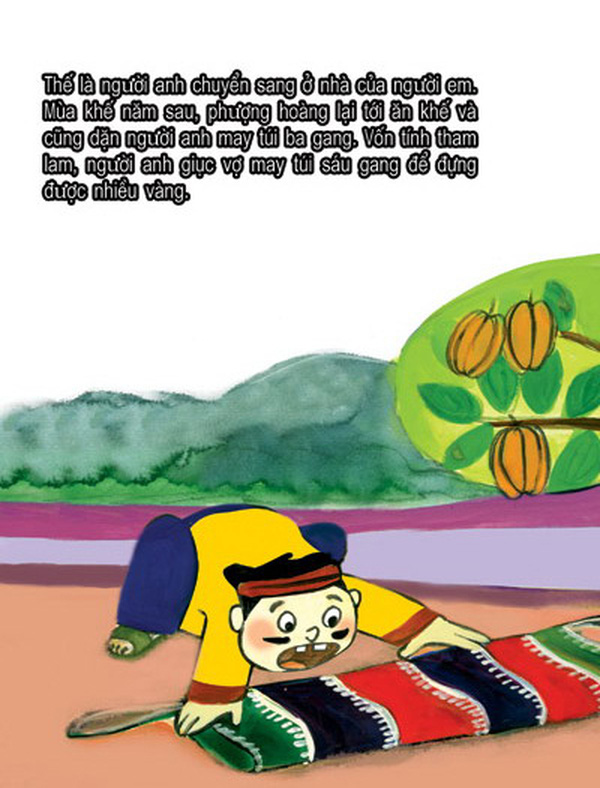 Thế là người anh chuyển sang ở nhà của người em.
Mùa khế năm sau, phượng hoàng lại tới ăn khế và
cũng dặn người anh may túi ba gang. Vốn tính tham
lam, người anh giục vợ may túi sáu gang để đựng
được nhiều vàng.